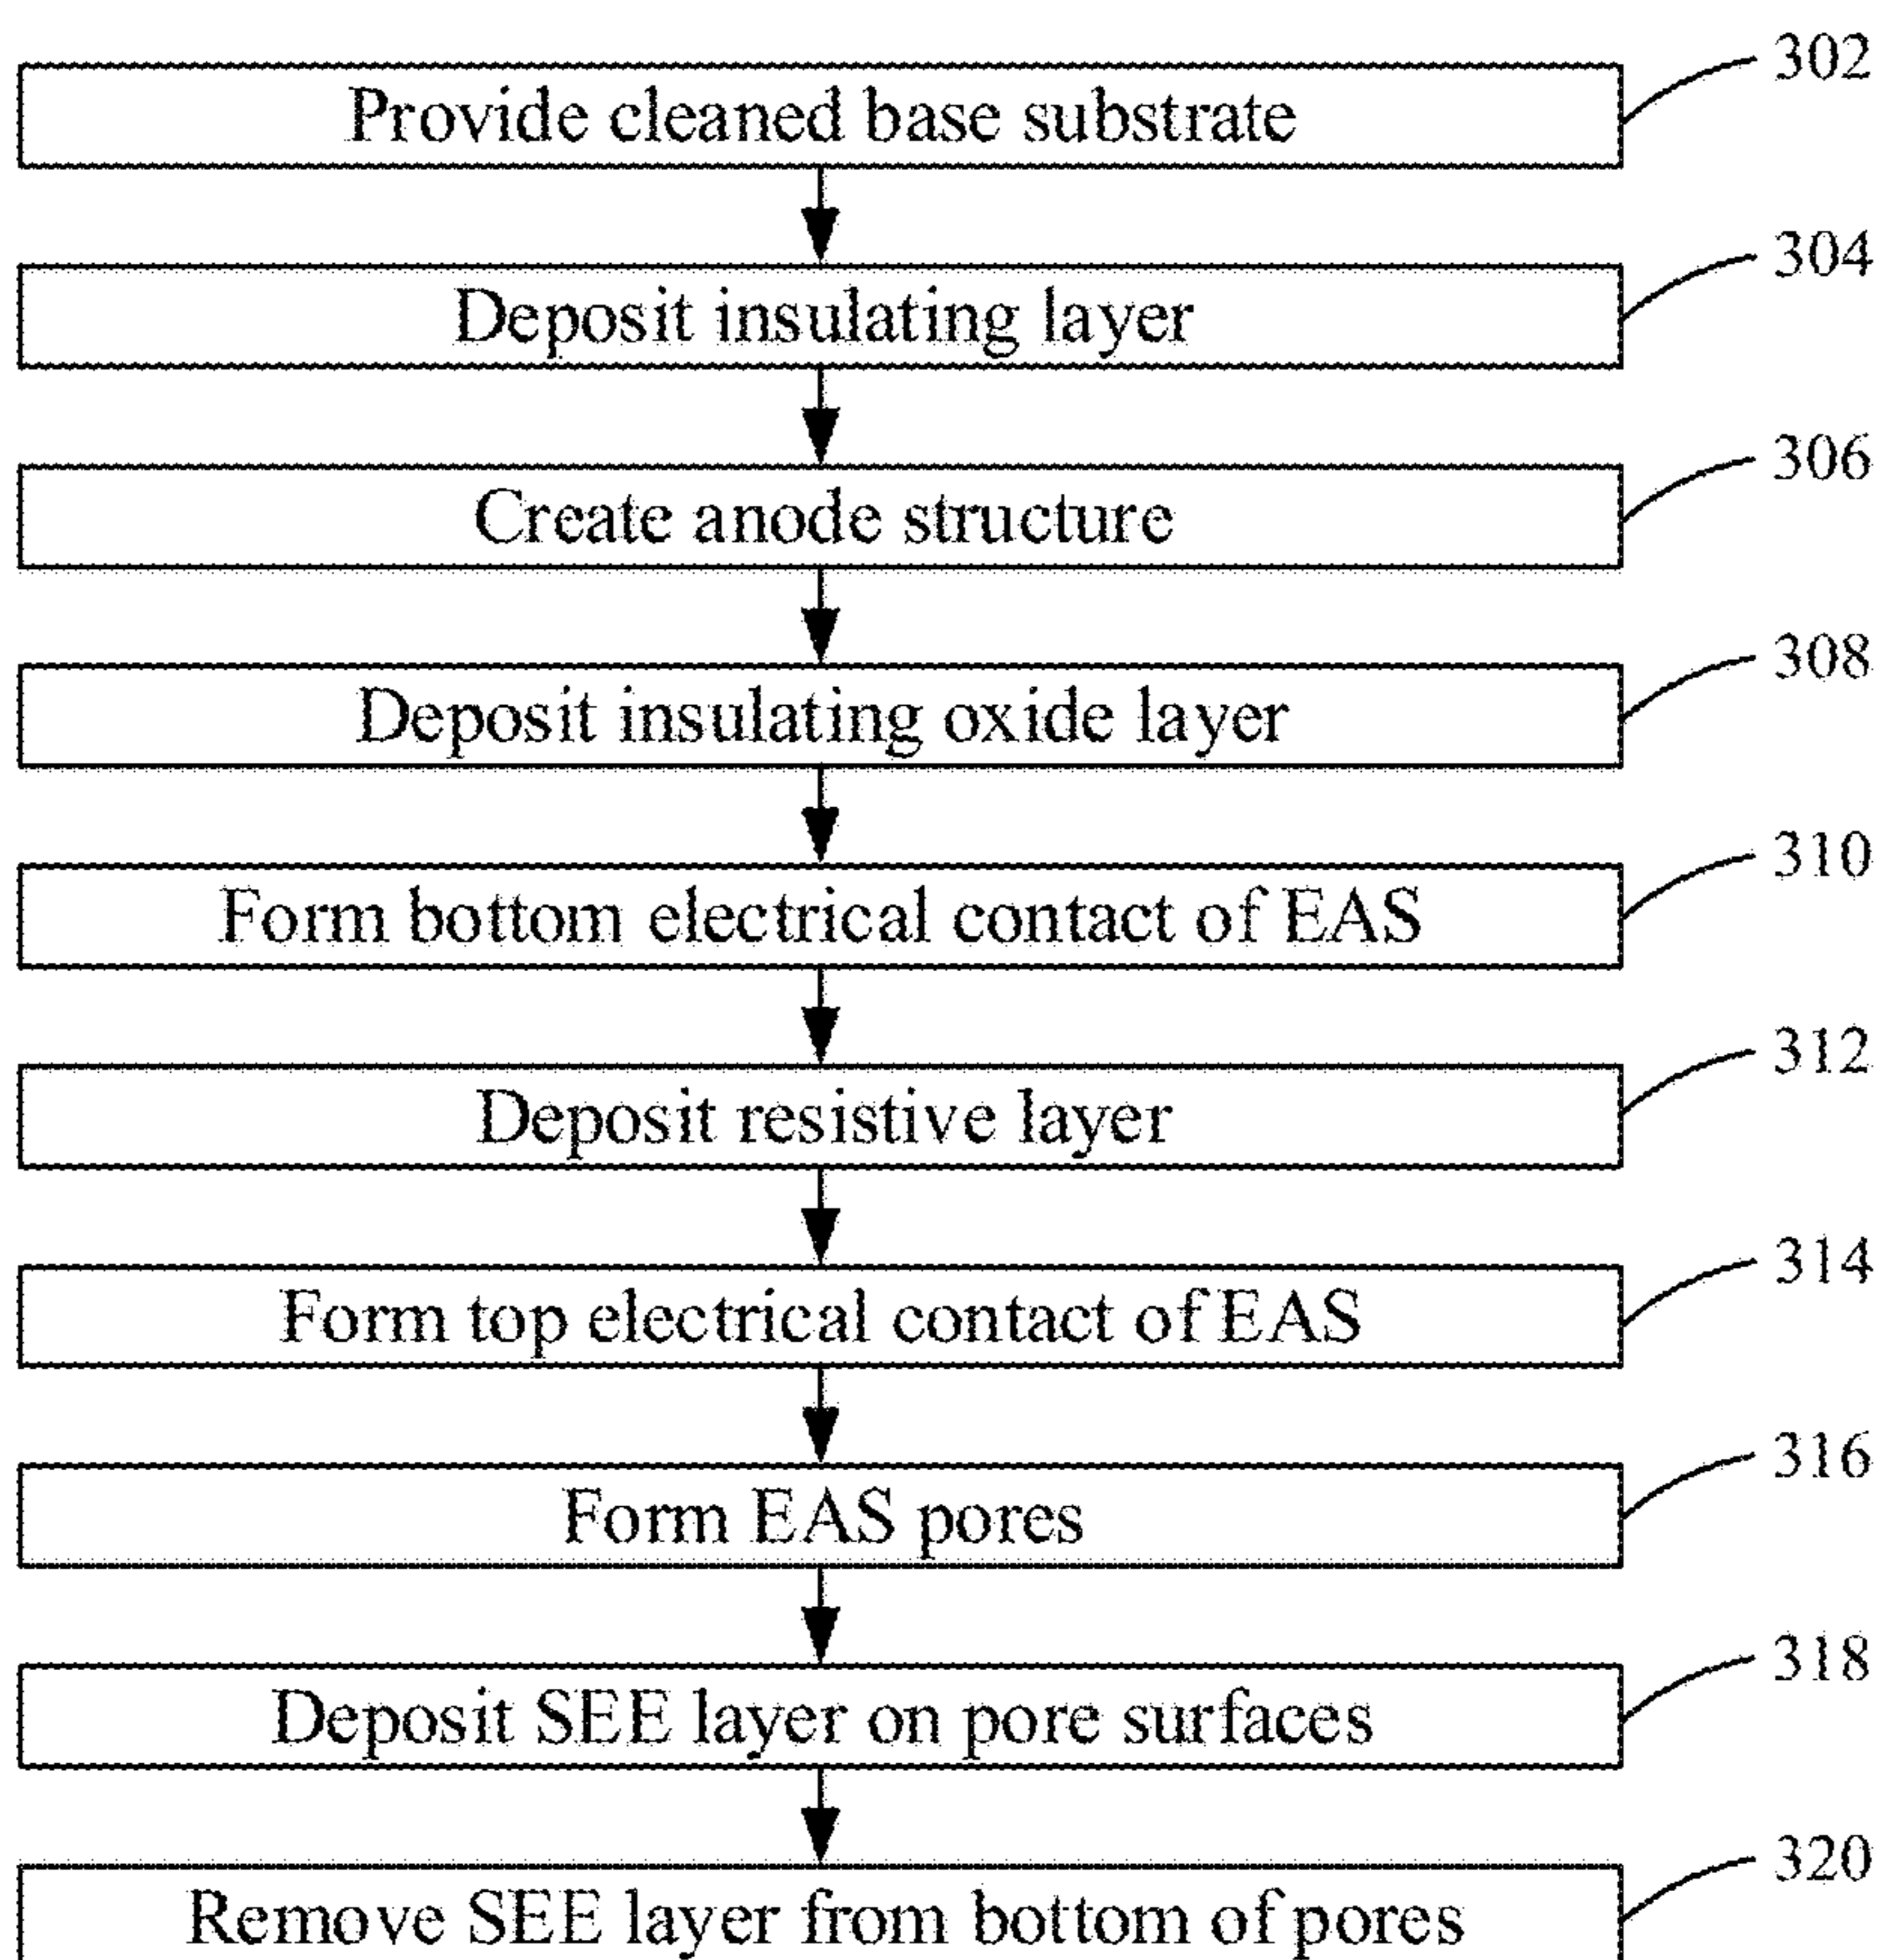 302
Provide cleaned base substrate
304
Deposit insulating layer
306
Create anode structure
308
Deposit insulating oxide layer
310
Form bottom electrical contact of EAS
312
Deposit resistive layer
314
Form top electrical contact of EAS
316
Form EAS pores
318
Deposit SEE layer on pore surfaces
320
Remove SEE layer from bottom of pores